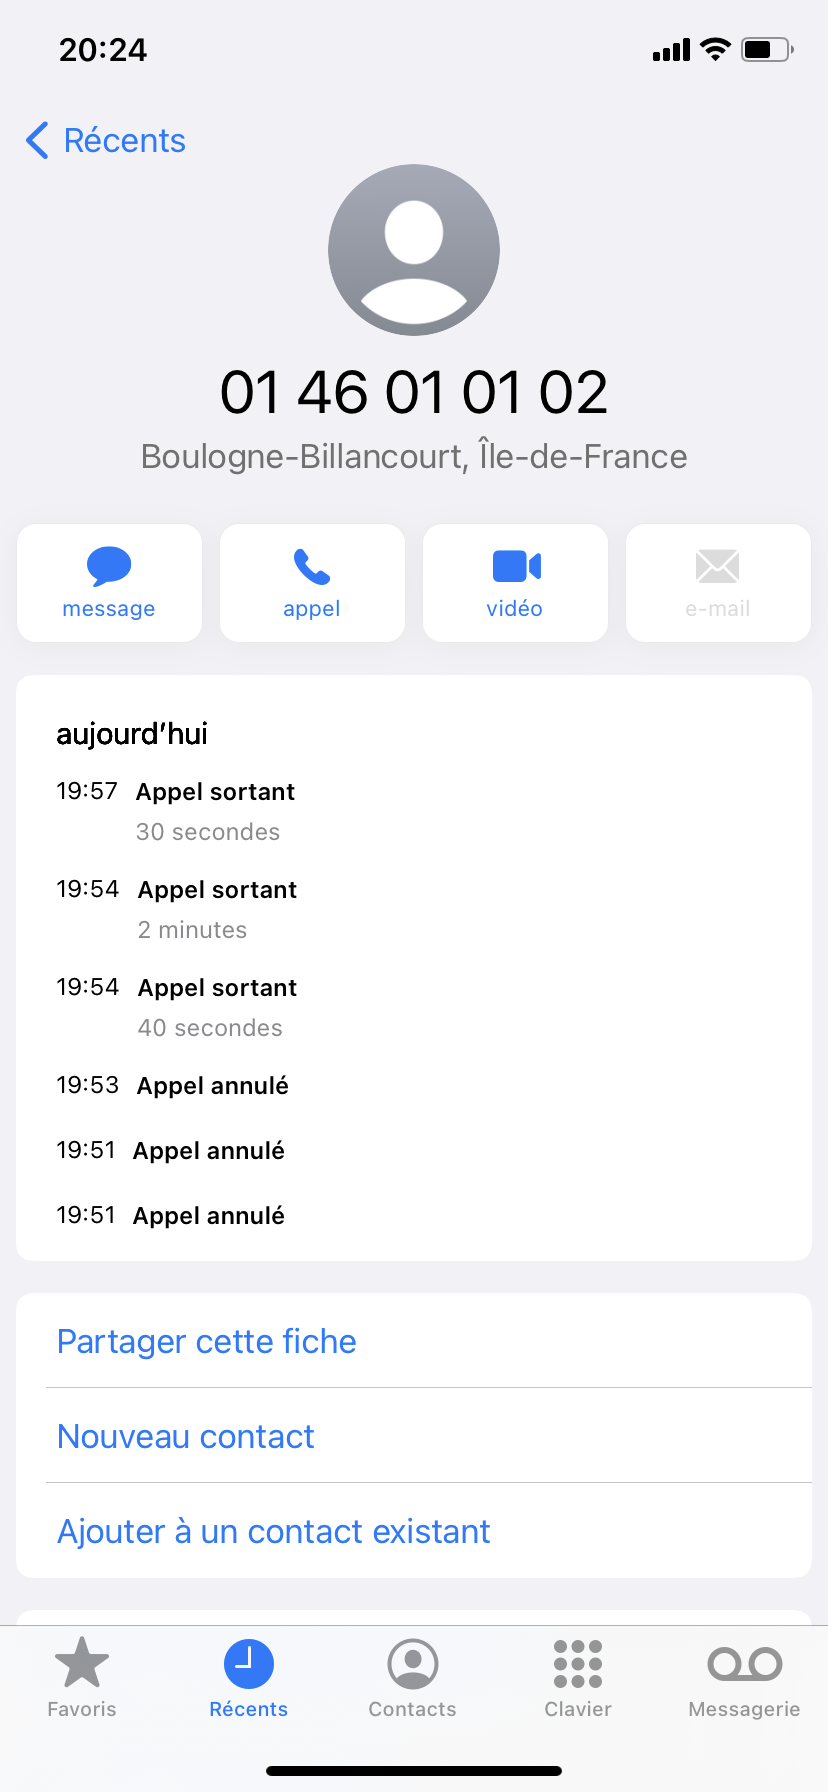 20:24
Récents
01 46 01 01 02
Boulogne-Billancourt, Île-de-France
message
appel
vidéo
e-mail
aujourd’hui
19:57 Appel sortant
30 secondes
19:54 Appel sortant
2 minutes
19:54 Appel sortant
40 secondes
19:53 Appel annulé
19:51 Appel annulé
19:51 Appel annulé
Partager cette fiche
Nouveau contact
Ajouter à un contact existant
Favoris
Récents
Contacts
Clavier
Messagerie